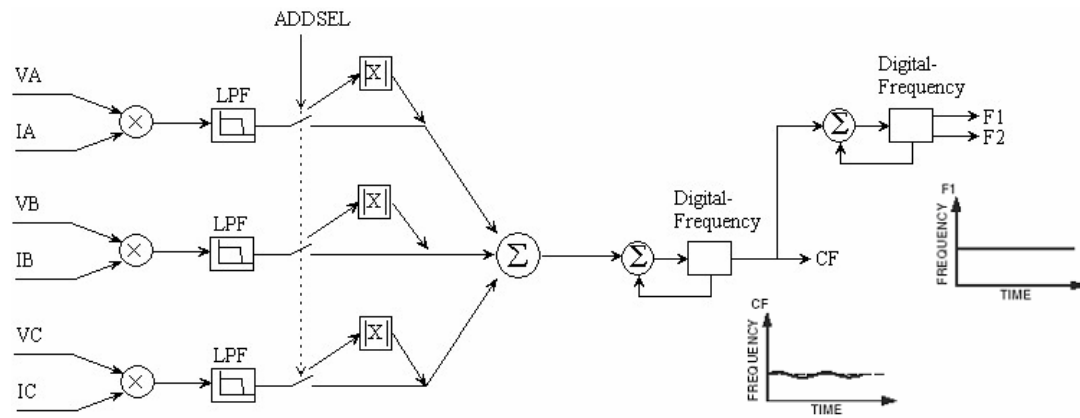 ADDSEL
VA
IA
LPF
|X|
VB
IB
LPF
|X|
VC
IC
LPF
|X|
Σ
Σ
Digital-
Frequency
CF
Σ
Digital-
Frequency
F1
F2
F1
FREQUENCY
TIME
CF
FREQUENCY
TIME